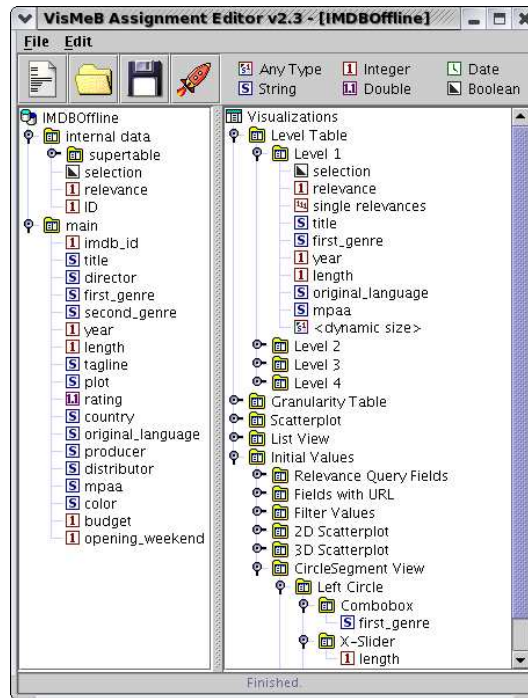 VisMeB Assignment Editor v2.3 - [IMDBOffline]
File Edit
Any Type
Integer
Date
String
Double
Boolean
IMDBOffline
internal data
supertable
selection
relevance
ID
main
imdb_id
title
director
first_genre
second_genre
year
length
tagline
plot
rating
country
original_language
producer
distributor
mpaa
color
budget
opening_weekend
Visualizations
Level Table
Level 1
selection
relevance
single relevances
title
first_genre
year
length
original_language
mpaa
<dynamic size>
Level 2
Level 3
Level 4
Granularity Table
Scatterplot
List View
Initial Values
Relevance Query Fields
Fields with URL
Filter Values
2D Scatterplot
3D Scatterplot
CircleSegment View
Left Circle
Combobox
first_genre
X-Slider
length
Finished.